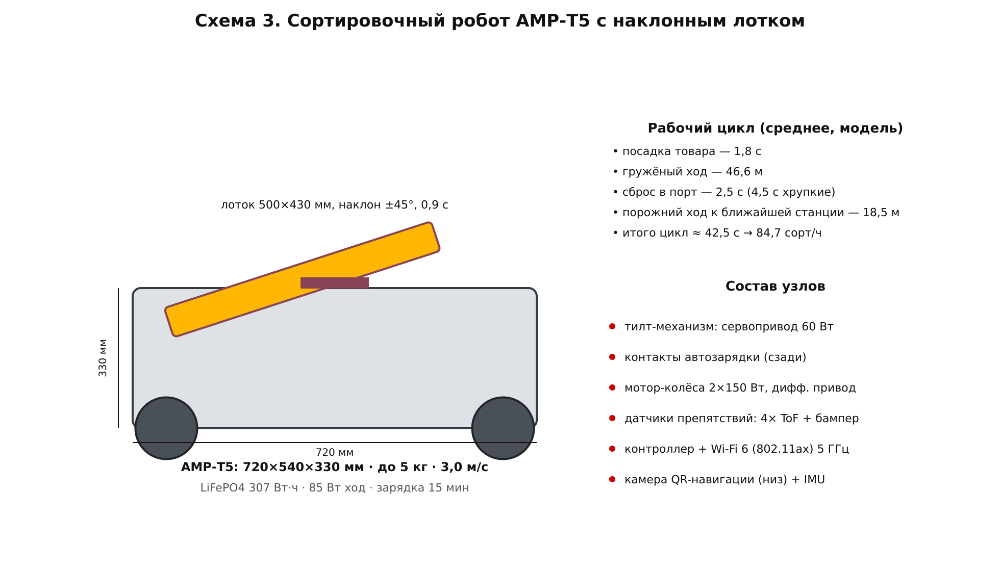 Схема 3. Сортировочный робот АМР-Т5 с наклонным лотком
лоток 500×430 мм, наклон ±45°, 0,9 с
330 мм
720 мм
АМР-Т5: 720×540×330 мм · до 5 кг · 3,0 м/с
LiFePO4 307 Вт·ч · 85 Вт ход · зарядка 15 мин
Рабочий цикл (среднее, модель)
• посадка товара — 1,8 с
• гружёный ход — 46,6 м
• сброс в порт — 2,5 с (4,5 с хрупкие)
• порожний ход к ближайшей станции — 18,5 м
• итого цикл ≈ 42,5 с → 84,7 сорт/ч
Состав узлов
тилт-механизм: сервопривод 60 Вт
контакты автозарядки (сзади)
мотор-колёса 2×150 Вт, дифф. привод
датчики препятствий: 4× ToF + бампер
контроллер + Wi-Fi 6 (802.11ax) 5 ГГц
камера QR-навигации (низ) + IMU